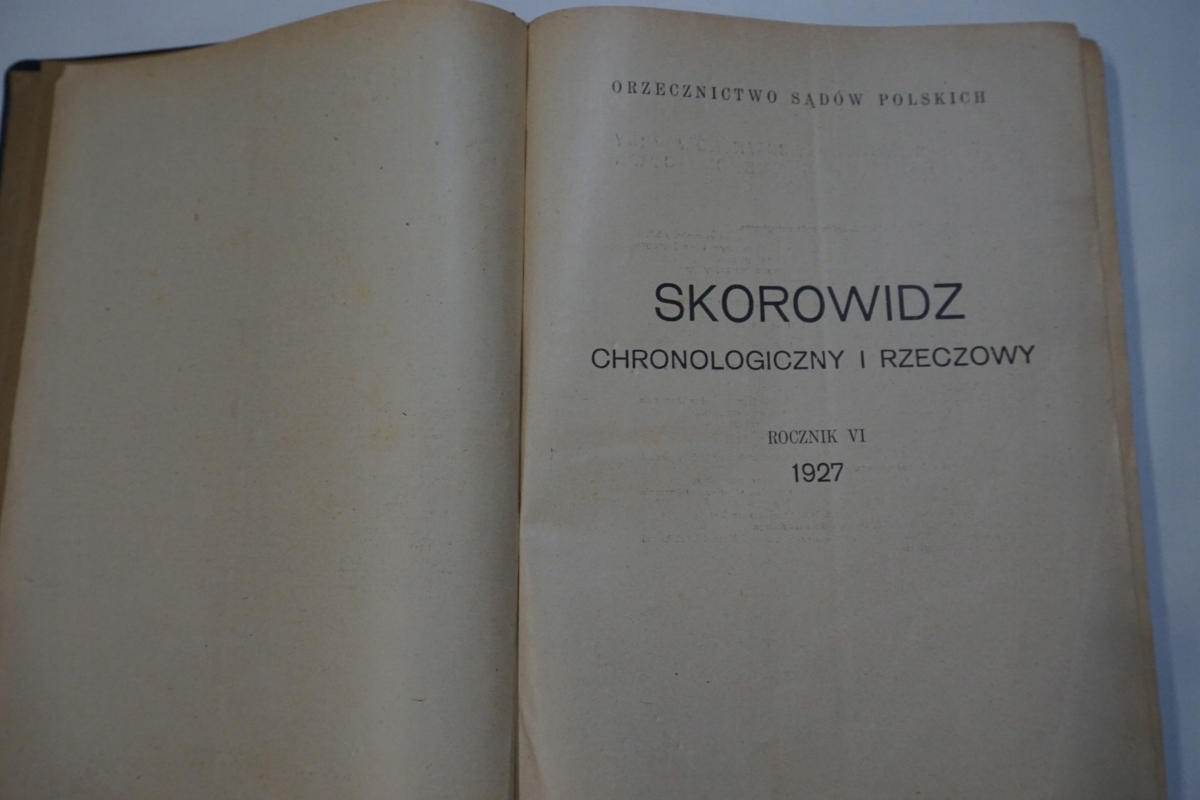 ORZECZNICTWO SĄDÓW POLSKICH
SKOROWIDZ
CHRONOLOGICZNY I RZECZOWY
ROCZNIK VI
1927